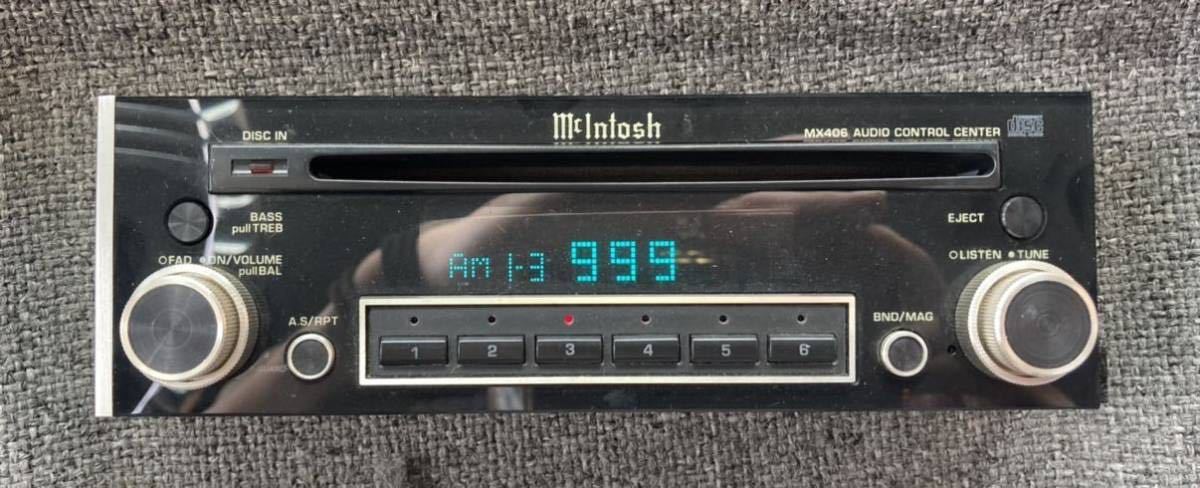 McIntosh
DISC IN
MX406 AUDIO CONTROL CENTER
disc
BASS
pull TREB
EJECT
FAD ON/VOLUME
pull BAL
LISTEN TUNE
Am 1-3 999
A.S/RPT
BND/MAG
1 2 3 4 5 6